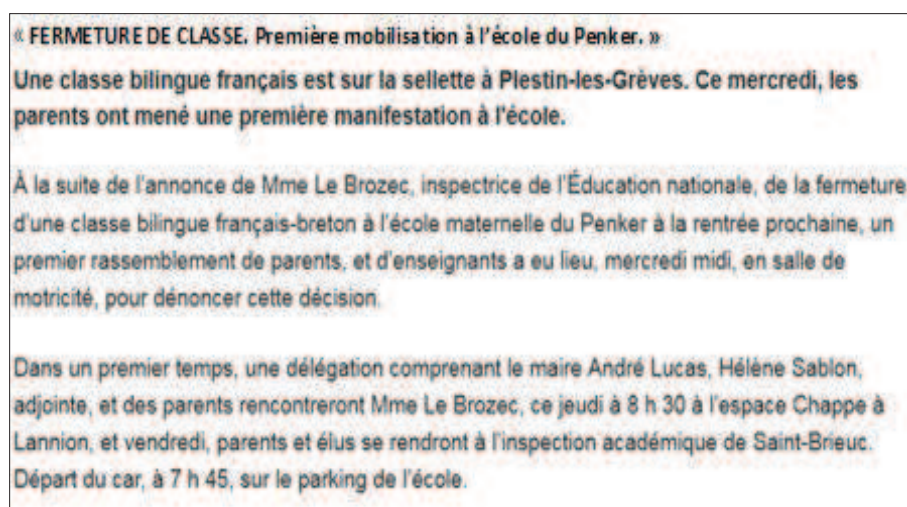 « FERMETURE DE CLASSE. Première mobilisation à l'école du Penker. »
Une classe bilingue français est sur la sellette à Plestin-les-Grèves. Ce mercredi, les
parents ont mené une première manifestation à l'école.
À la suite de l'annonce de Mme Le Brozec, inspectrice de l'Éducation nationale, de la fermeture
d'une classe bilingue français-breton à l'école maternelle du Penker à la rentrée prochaine, un
premier rassemblement de parents, et d'enseignants a eu lieu, mercredi midi, en salle de
motricité, pour dénoncer cette décision.
Dans un premier temps, une délégation comprenant le maire André Lucas, Hélène Sablon,
adjointe, et des parents rencontreront Mme Le Brozec, ce jeudi à 8 h 30 à l'espace Chappe à
Lannion, et vendredi, parents et élus se rendront à l'inspection académique de Saint-Brieuc.
Départ du car, à 7 h 45, sur le parking de l'école.